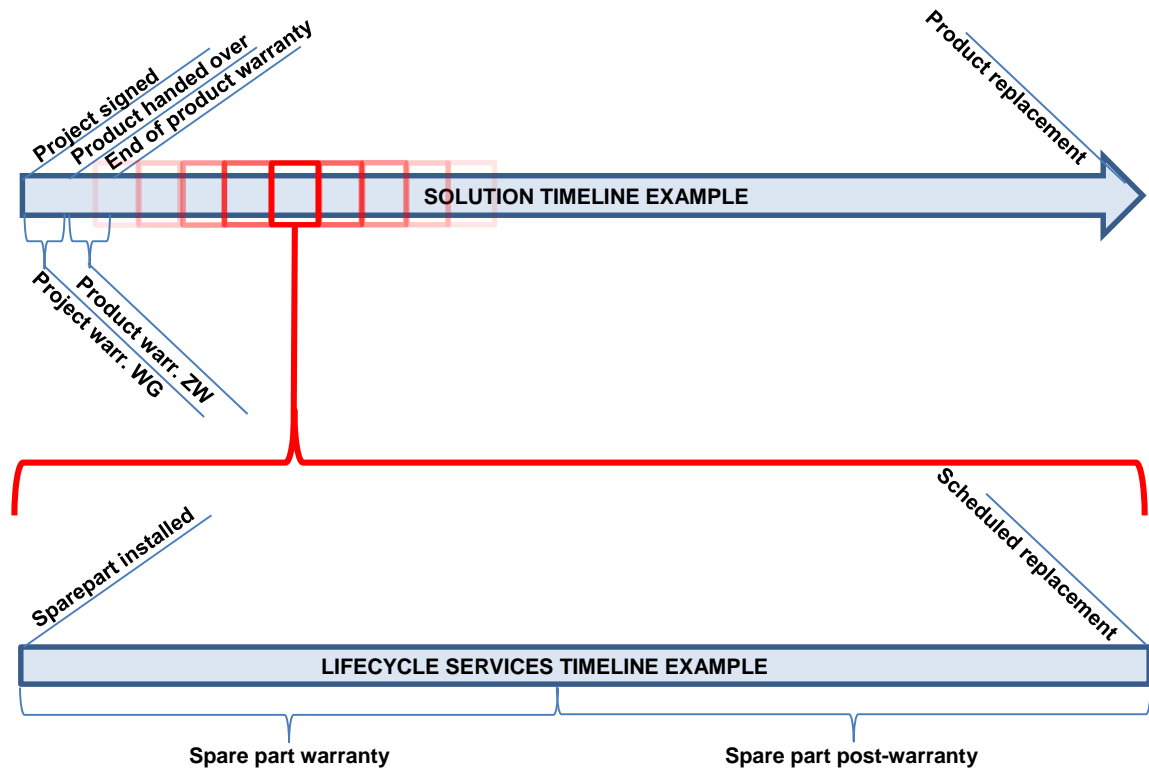 Project signed
Product handed over
End of product warranty
Product replacement
SOLUTION TIMELINE EXAMPLE
Project warr. WG
Product warr. ZW
Sparepart installed
Scheduled replacement
LIFECYCLE SERVICES TIMELINE EXAMPLE
Spare part warranty
Spare part post-warranty